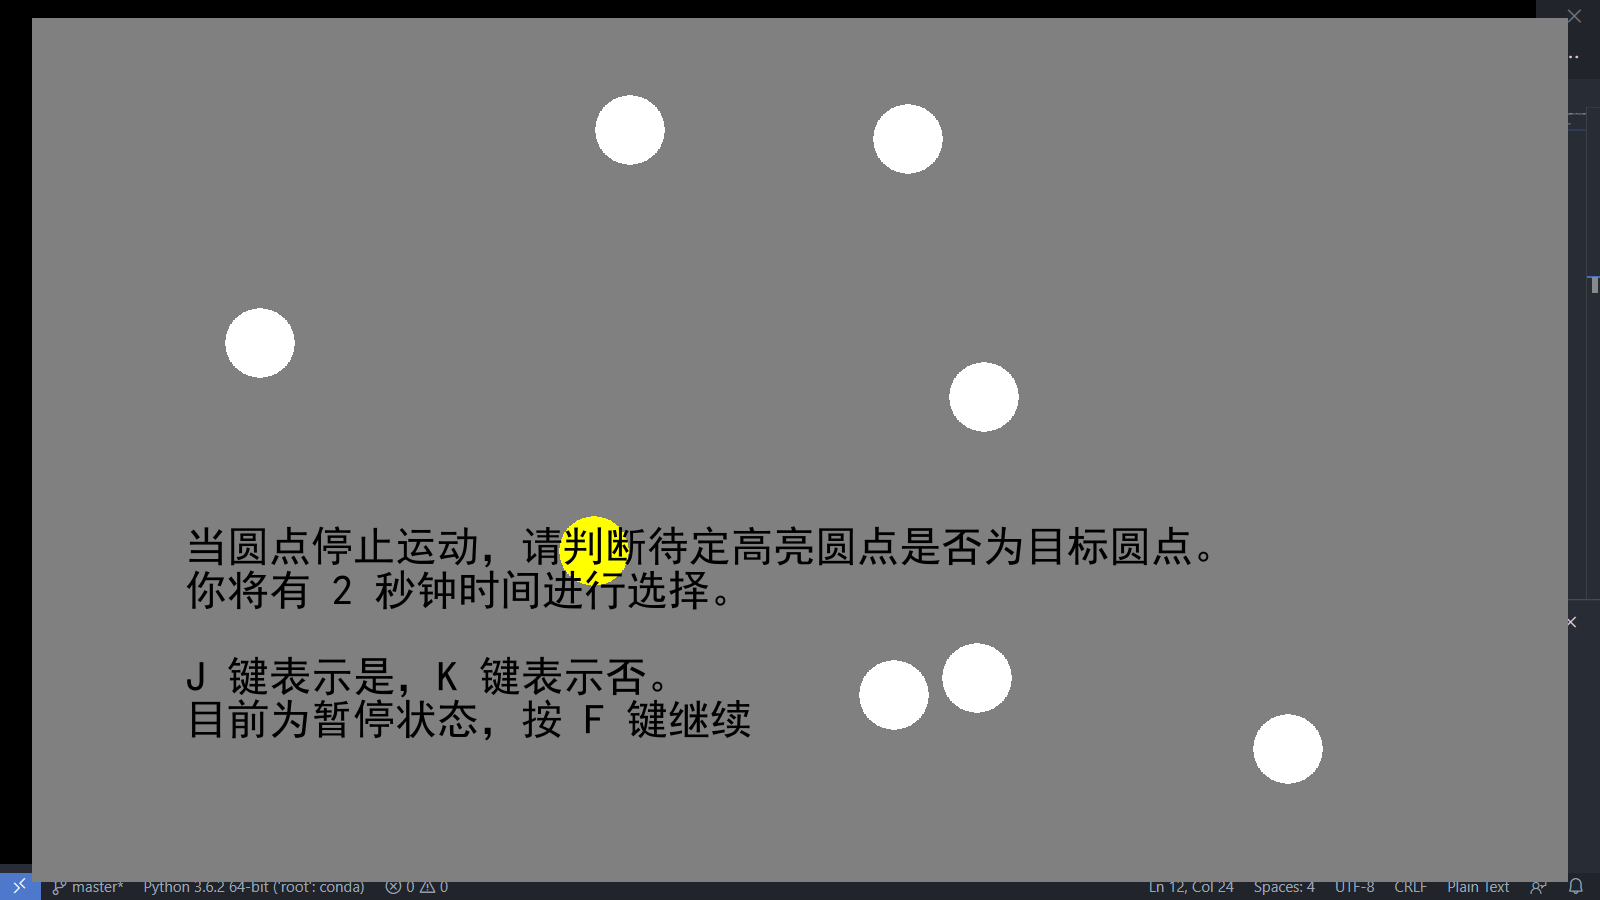 当圆点停止运动，请判断待定高亮圆点是否为目标圆点。
你将有 2 秒钟时间进行选择。
J 键表示是，K 键表示否。
目前为暂停状态，按 F 键继续
master* Python 3.6.2 64-bit ('root': conda) 0 0 Ln 12, Col 24 Spaces: 4 UTF-8 CRLF Plain Text